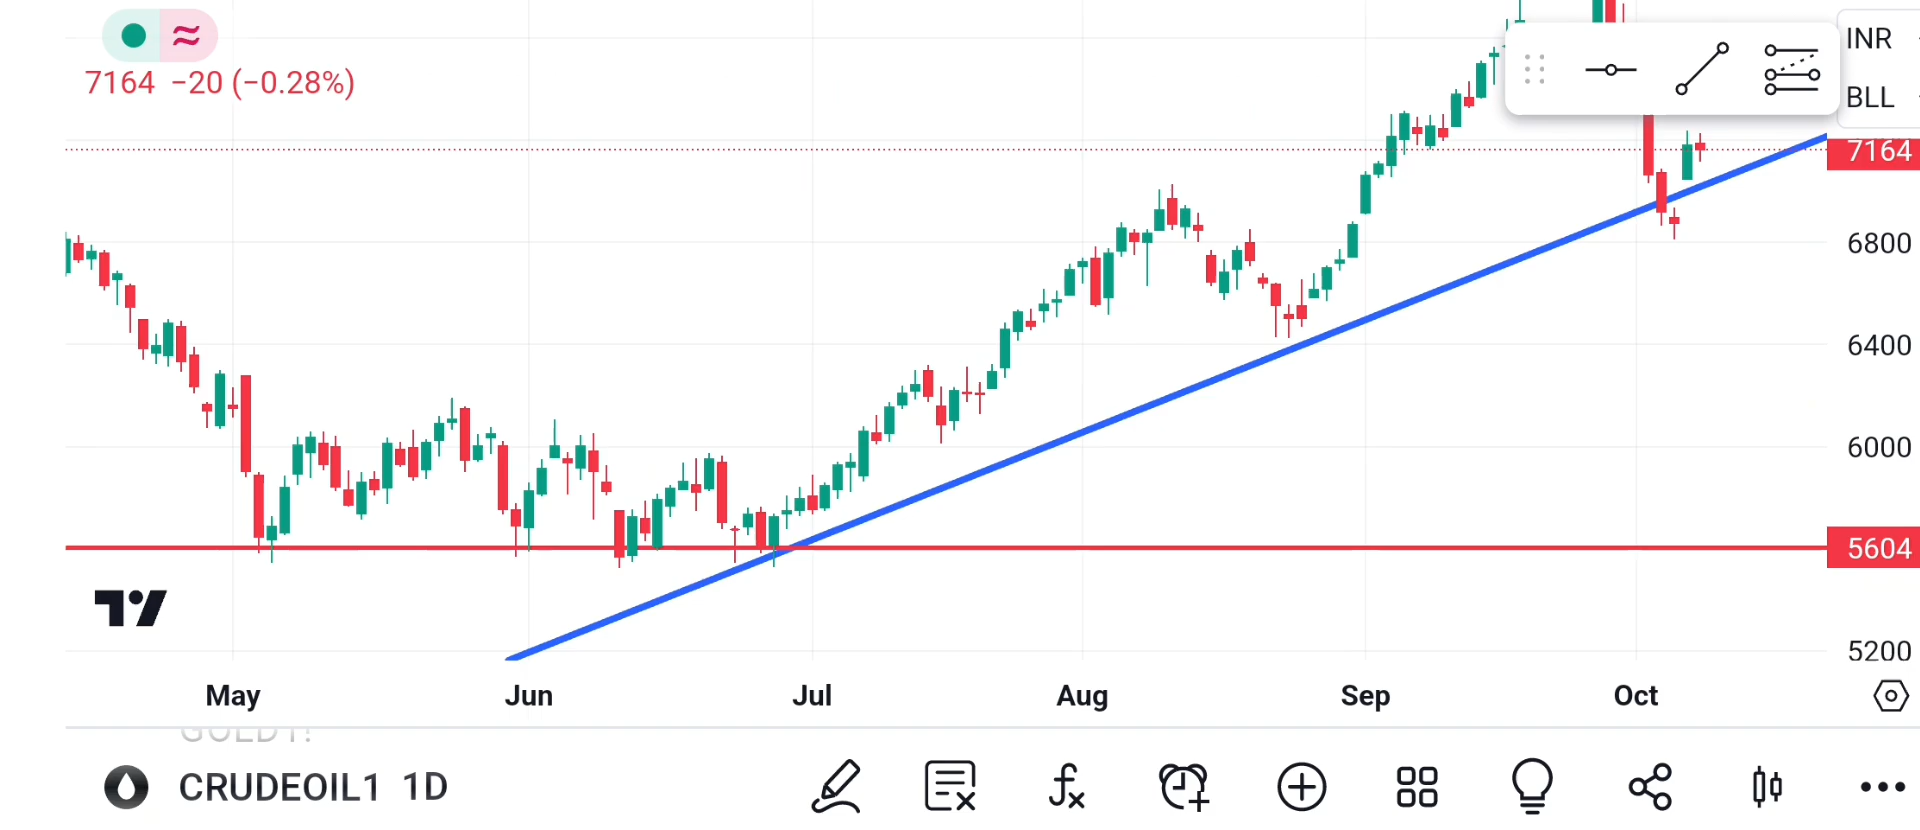 INR
7164 −20 (−0.28%)
BLL
7164
6800
6400
6000
5604
5200
May Jun Jul Aug Sep Oct
CRUDEOIL1 1D